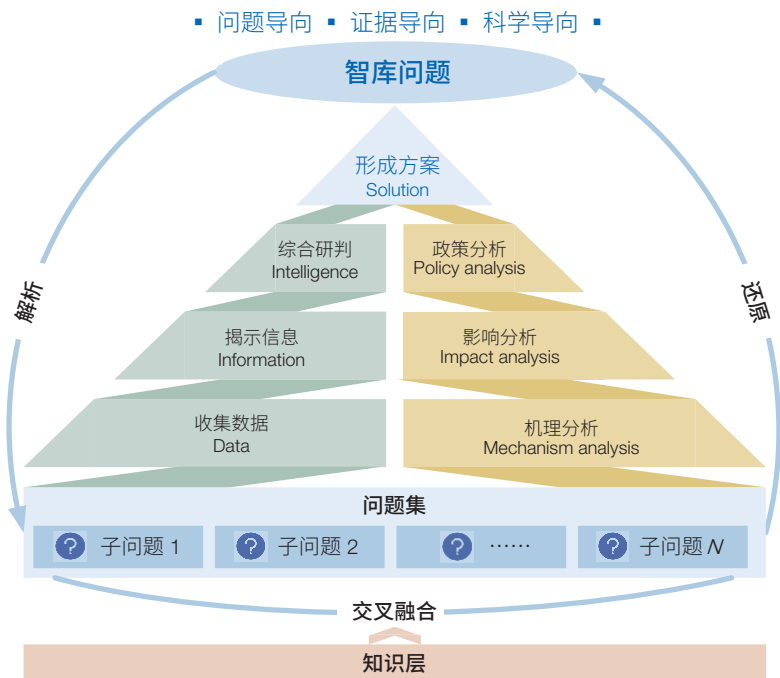 ▪ 问题导向 ▪ 证据导向 ▪ 科学导向 ▪
智库问题
形成方案
Solution
综合研判
Intelligence
政策分析
Policy analysis
解析
还原
揭示信息
Information
影响分析
Impact analysis
收集数据
Data
机理分析
Mechanism analysis
问题集
? 子问题 1
? 子问题 2
? ……
? 子问题 N
交叉融合
知识层